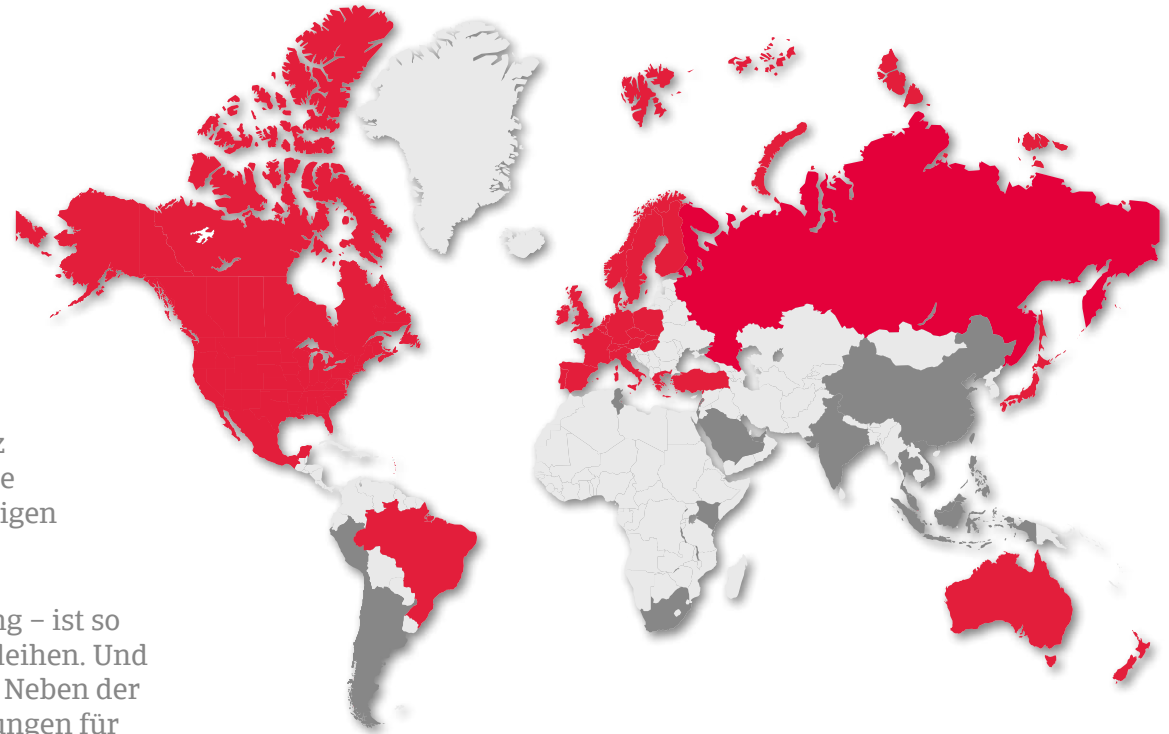 z
e
igen
ng – ist so
leihen. Und
Neben der
ungen für